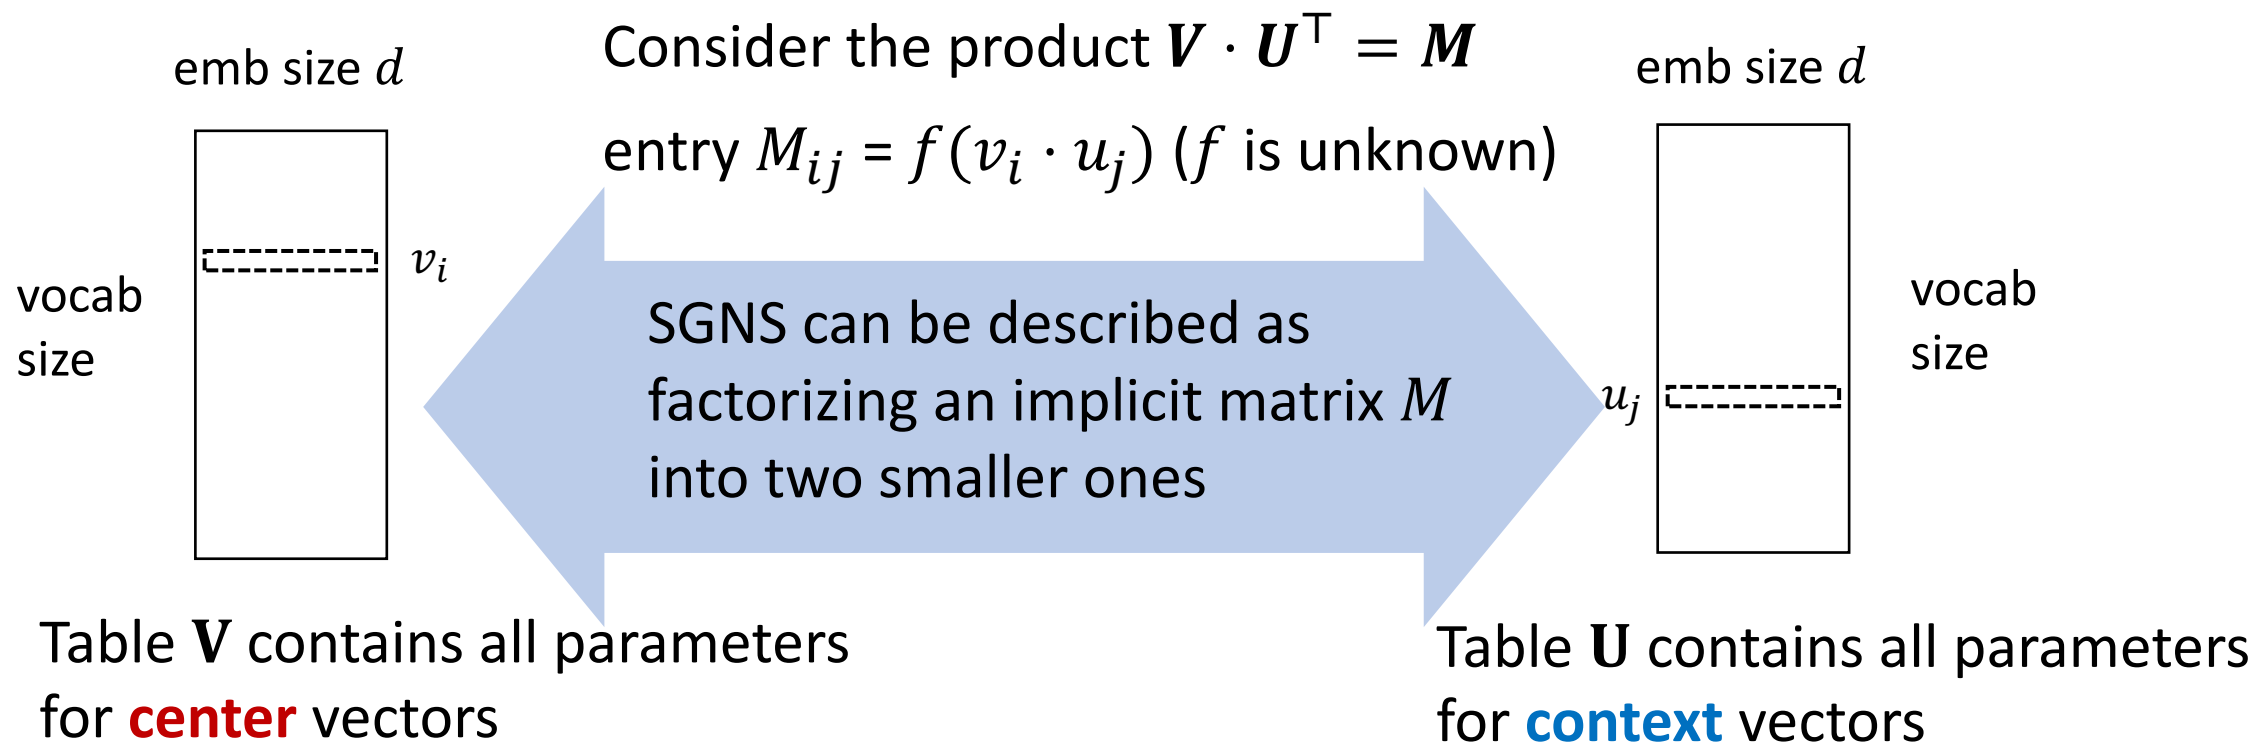 Consider the product V · U⊤ = M
entry Mᵢⱼ = f(vᵢ · uⱼ) (f is unknown)
emb size d
vocab
size
vᵢ
SGNS can be described as
factorizing an implicit matrix M
into two smaller ones
emb size d
uⱼ
vocab
size
Table V contains all parameters
for center vectors
Table U contains all parameters
for context vectors